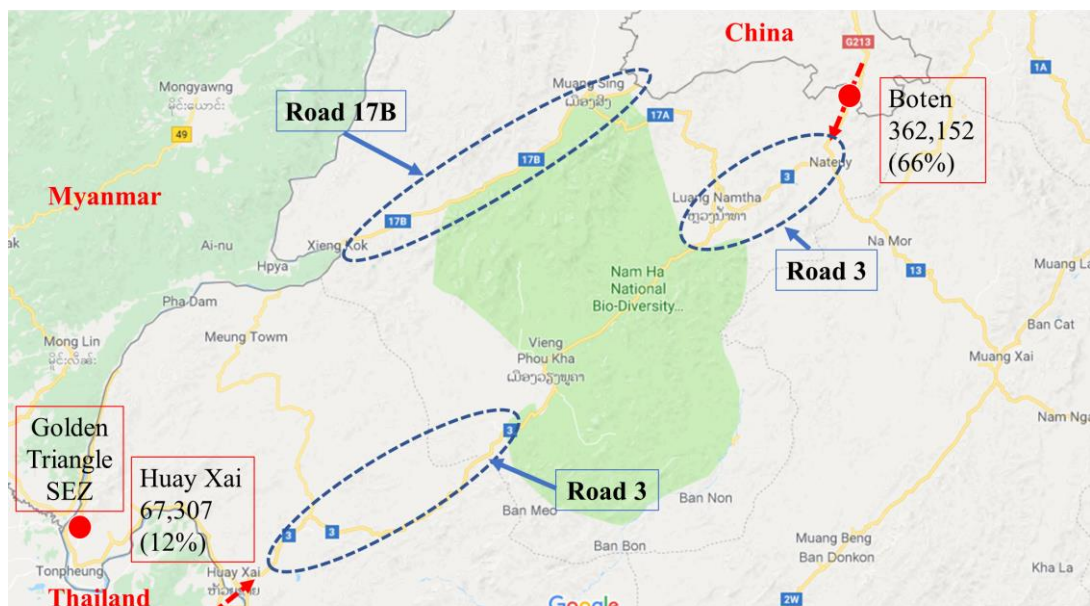 China
G213
1A
Mongyawng
မိုင်းယောင်း
Muang Sing
ເມືອງສິງ
Boten
362,152
(66%)
Road 17B
17A
49
17B
Nateuy
3
Myanmar
Luang Namtha
ຫຼວງນ້ຳທາ
17B
Ai-nu
Xieng Kok
Na Mor
Road 3
Hpya
Nam Ha
National
Bio-Diversity...
13
Muang La
Pha Dam
Ban Cat
Meung Towm
Mong Lin
Vieng
Phou Kha
ເມືອງວຽງພູຄາ
Muang Xai
Golden
Triangle
SEZ
Nam Nga
3
Huay Xai
67,307
(12%)
Road 3
Ban Non
Ban Meo
3
3
Muang Beng
Ban Donkon
Ban Bon
Tonpheung
Huay Xai
Kha La
Thailand
Google
2W